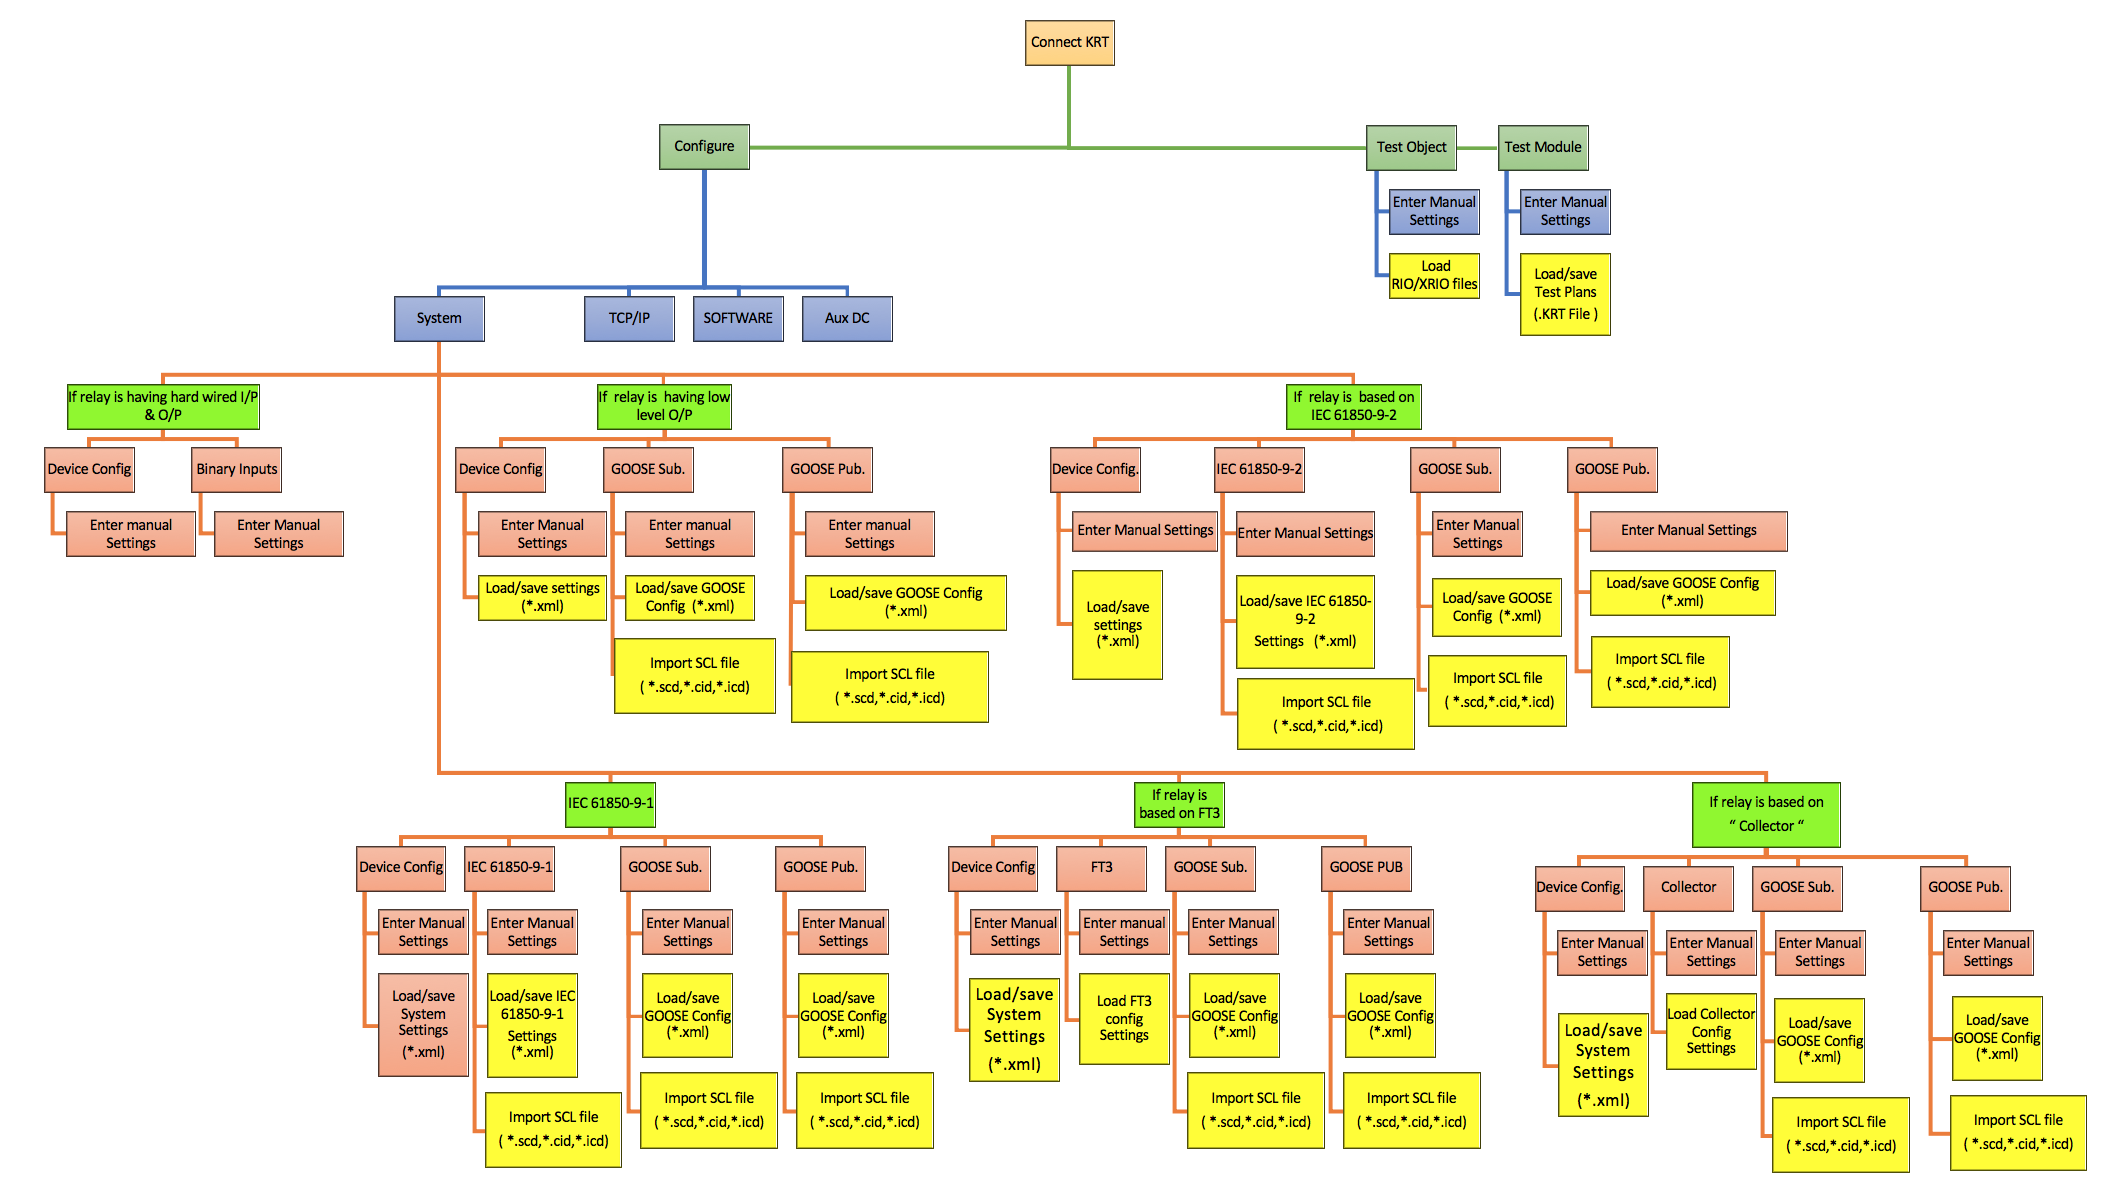 Connect KRT
Configure
Test Object
Test Module
Enter Manual
Settings
Enter Manual
Settings
Load
RIO/XRIO files
Load/save
Test Plans
(.KRT File )
System
TCP/IP
SOFTWARE
Aux DC
If relay is having hard wired I/P
& O/P
If relay is having low
level O/P
If relay is based on
IEC 61850-9-2
Device Config
Binary Inputs
Device Config
GOOSE Sub.
GOOSE Pub.
Device Config.
IEC 61850-9-2
GOOSE Sub.
GOOSE Pub.
Enter manual
Settings
Enter Manual
Settings
Enter Manual
Settings
Enter manual
Settings
Enter manual
Settings
Enter Manual Settings
Enter Manual Settings
Enter Manual
Settings
Enter Manual Settings
Load/save settings
(*.xml)
Load/save GOOSE
Config (*.xml)
Load/save GOOSE Config
(*.xml)
Load/save
settings
(*.xml)
Load/save IEC 61850-
9-2
Settings (*.xml)
Load/save GOOSE
Config (*.xml)
Load/save GOOSE Config
(*.xml)
Import SCL file
( *.scd,*.cid,*.icd)
Import SCL file
( *.scd,*.cid,*.icd)
Import SCL file
( *.scd,*.cid,*.icd)
Import SCL file
( *.scd,*.cid,*.icd)
Import SCL file
( *.scd,*.cid,*.icd)
IEC 61850-9-1
If relay is
based on FT3
If relay is based on
“ Collector “
Device Config
IEC 61850-9-1
GOOSE Sub.
GOOSE Pub.
Device Config
FT3
GOOSE Sub.
GOOSE PUB
Device Config.
Collector
GOOSE Sub.
GOOSE Pub.
Enter Manual
Settings
Enter Manual
Settings
Enter Manual
Settings
Enter Manual
Settings
Enter Manual
Settings
Enter manual
Settings
Enter Manual
Settings
Enter Manual
Settings
Enter Manual
Settings
Enter Manual
Settings
Enter Manual
Settings
Enter Manual
Settings
Load/save
System
Settings
(*.xml)
Load/save IEC
61850-9-1
Settings
(*.xml)
Load/save
GOOSE Config
(*.xml)
Load/save
GOOSE Config
(*.xml)
Load/save
System
Settings
(*.xml)
Load FT3
config
Settings
Load/save
GOOSE Config
(*.xml)
Load/save
GOOSE Config
(*.xml)
Load/save
System
Settings
(*.xml)
Load Collector
Config
Settings
Load/save
GOOSE Config
(*.xml)
Load/save
GOOSE Config
(*.xml)
Import SCL file
( *.scd,*.cid,*.icd)
Import SCL file
( *.scd,*.cid,*.icd)
Import SCL file
( *.scd,*.cid,*.icd)
Import SCL file
( *.scd,*.cid,*.icd)
Import SCL file
( *.scd,*.cid,*.icd)
Import SCL file
( *.scd,*.cid,*.icd)
Import SCL file
( *.scd,*.cid,*.icd)